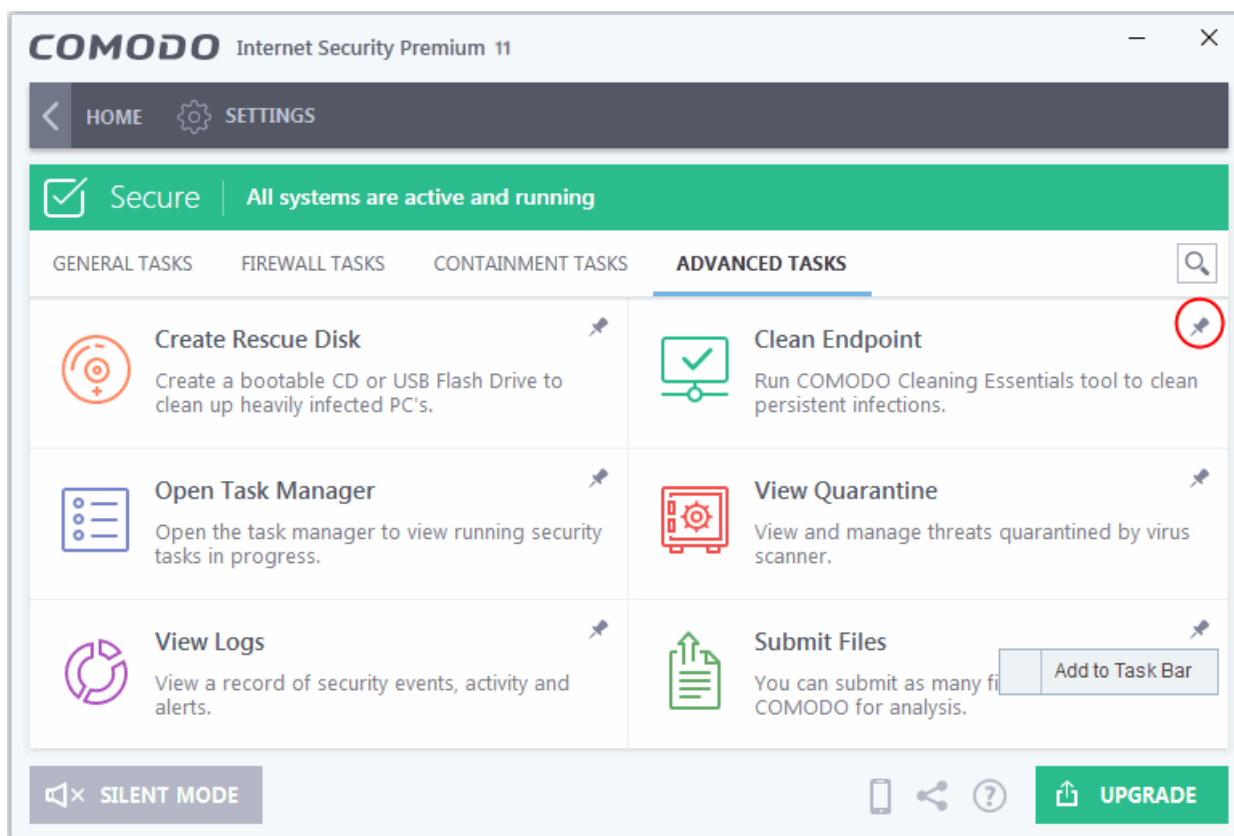 COMODO Internet Security Premium 11
HOME SETTINGS
Secure All systems are active and running
GENERAL TASKS FIREWALL TASKS CONTAINMENT TASKS ADVANCED TASKS
Create Rescue Disk
Create a bootable CD or USB Flash Drive to
clean up heavily infected PC's.
Clean Endpoint
Run COMODO Cleaning Essentials tool to clean
persistent infections.
Open Task Manager
Open the task manager to view running security
tasks in progress.
View Quarantine
View and manage threats quarantined by virus
scanner.
View Logs
View a record of security events, activity and
alerts.
Submit Files
You can submit as many
COMODO for analysis.
Add to Task Bar
SILENT MODE
UPGRADE